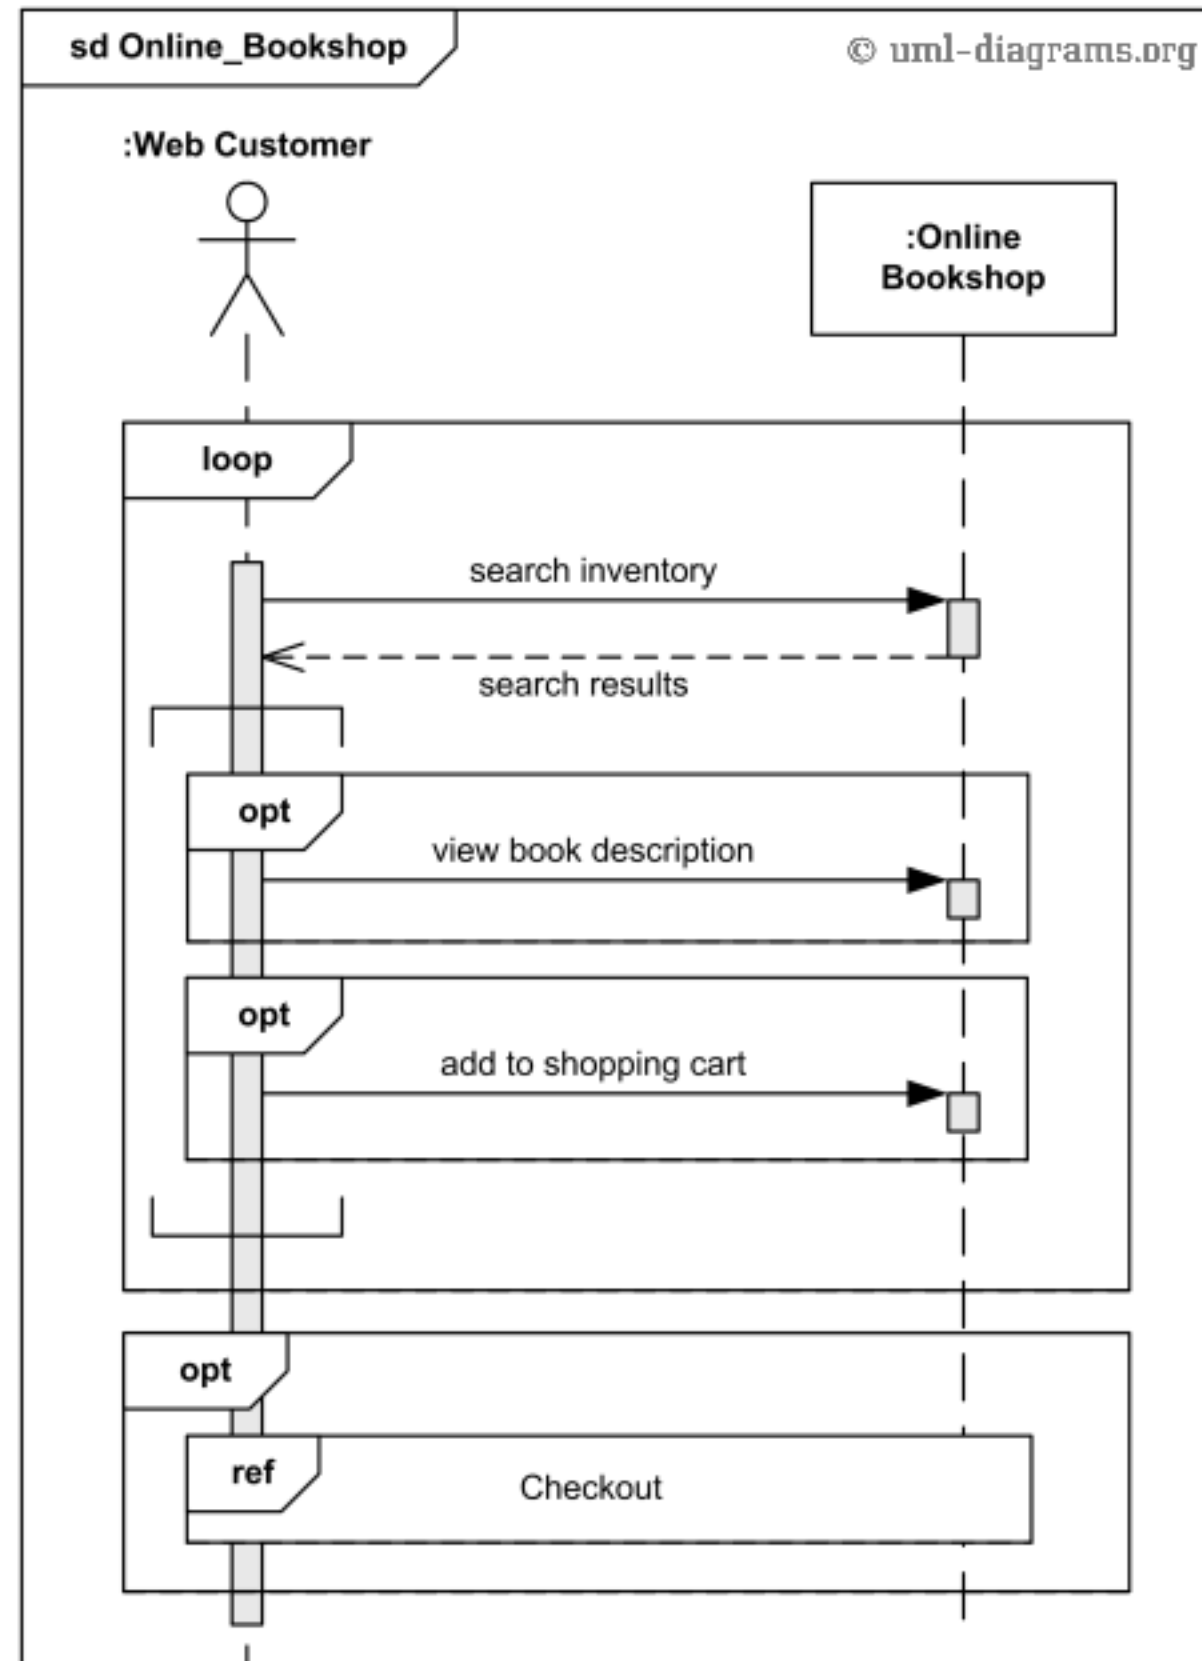 sd Online_Bookshop
© uml-diagrams.org
:Web Customer
:Online
Bookshop
loop
search inventory
search results
opt
view book description
opt
add to shopping cart
opt
ref
Checkout